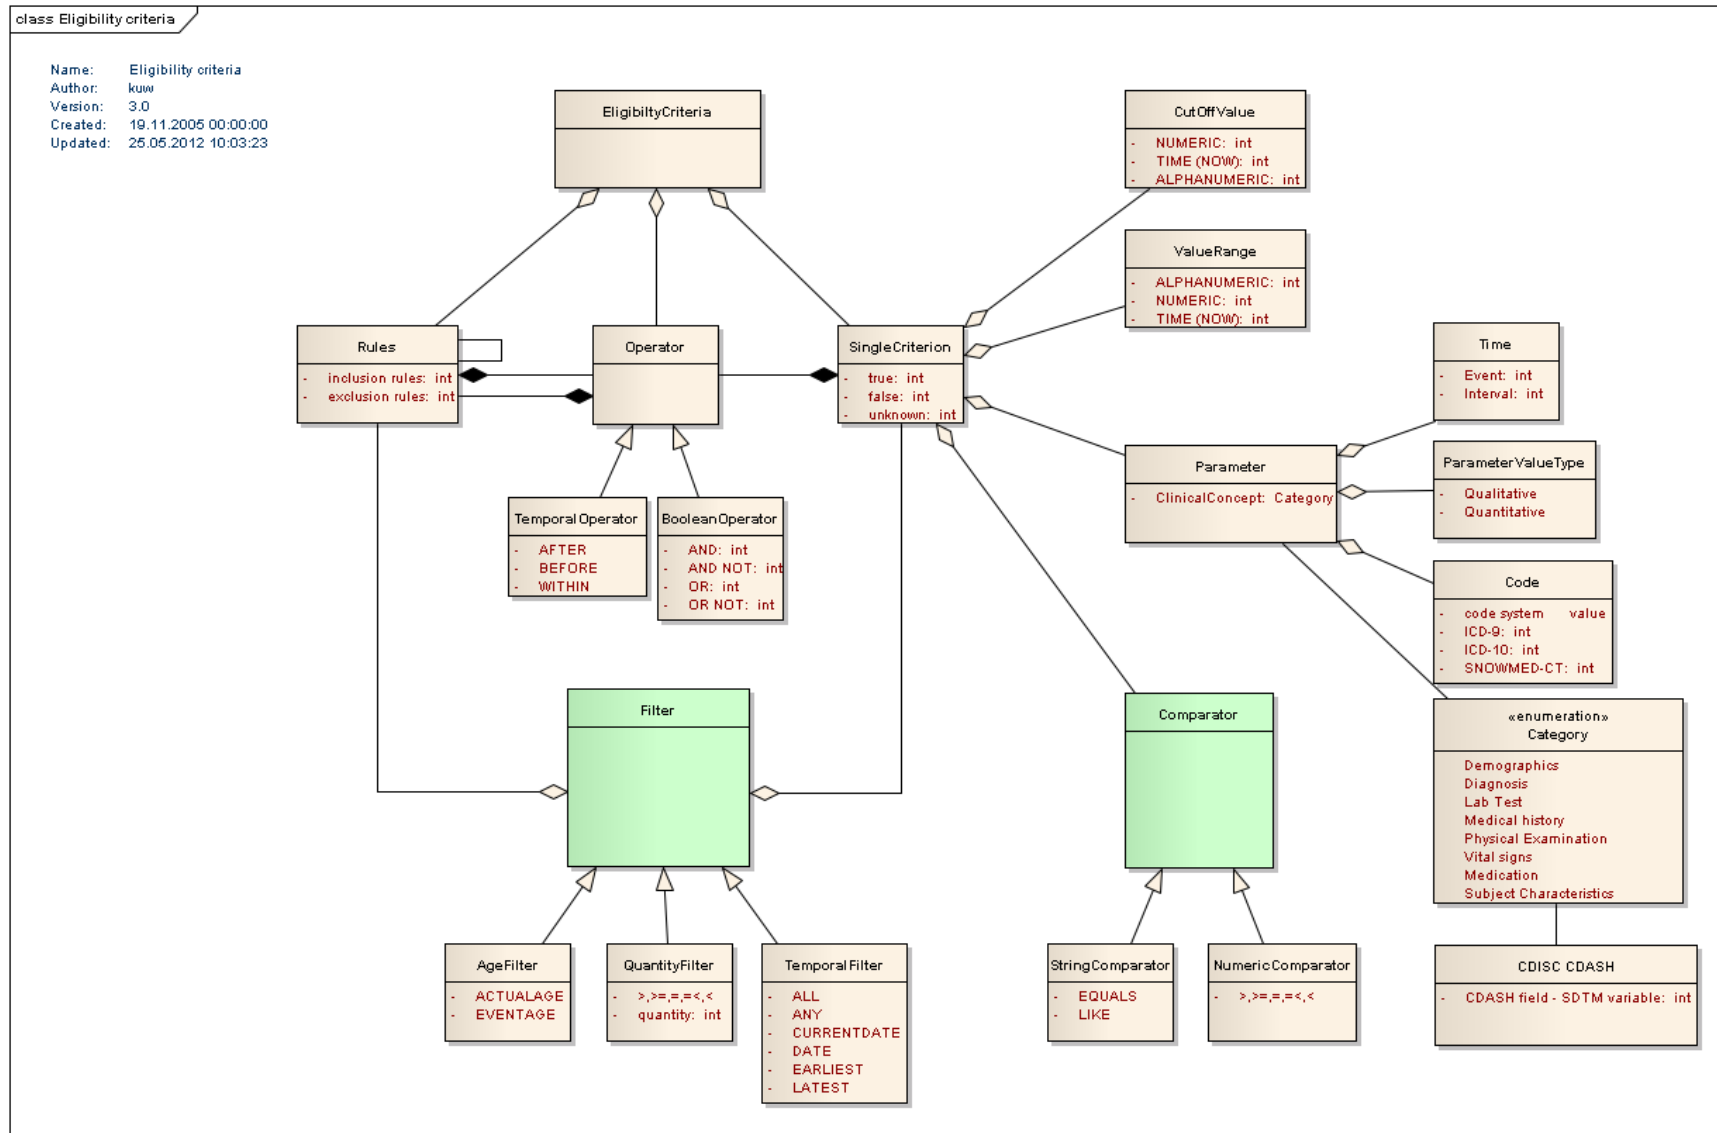 class Eligibility criteria
Name: Eligibility criteria
Author: kuw
Version: 3.0
Created: 19.11.2005 00:00:00
Updated: 25.05.2012 10:03:23
EligibiltyCriteria
CutOffValue
- NUMERIC: int
- TIME (NOW): int
- ALPHANUMERIC: int
ValueRange
- ALPHANUMERIC: int
- NUMERIC: int
- TIME (NOW): int
Rules
- inclusion rules: int
- exclusion rules: int
Operator
SingleCriterion
- true: int
- false: int
- unknown: int
Time
- Event: int
- Interval: int
Parameter
- ClinicalConcept: Category
ParameterValueType
- Qualitative
- Quantitative
TemporalOperator
- AFTER
- BEFORE
- WITHIN
BooleanOperator
- AND: int
- AND NOT: int
- OR: int
- OR NOT: int
Code
- code system value
- ICD-9: int
- ICD-10: int
- SNOWMED-CT: int
Filter
Comparator
«enumeration»
Category
Demographics
Diagnosis
Lab Test
Medical history
Physical Examination
Vital signs
Medication
Subject Characteristics
AgeFilter
- ACTUALAGE
- EVENTAGE
QuantityFilter
- >,>=,=,=<,<
- quantity: int
TemporalFilter
- ALL
- ANY
- CURRENTDATE
- DATE
- EARLIEST
- LATEST
StringComparator
- EQUALS
- LIKE
NumericComparator
- >,>=,=,=<,<
CDISC CDASH
- CDASH field - SDTM variable: int